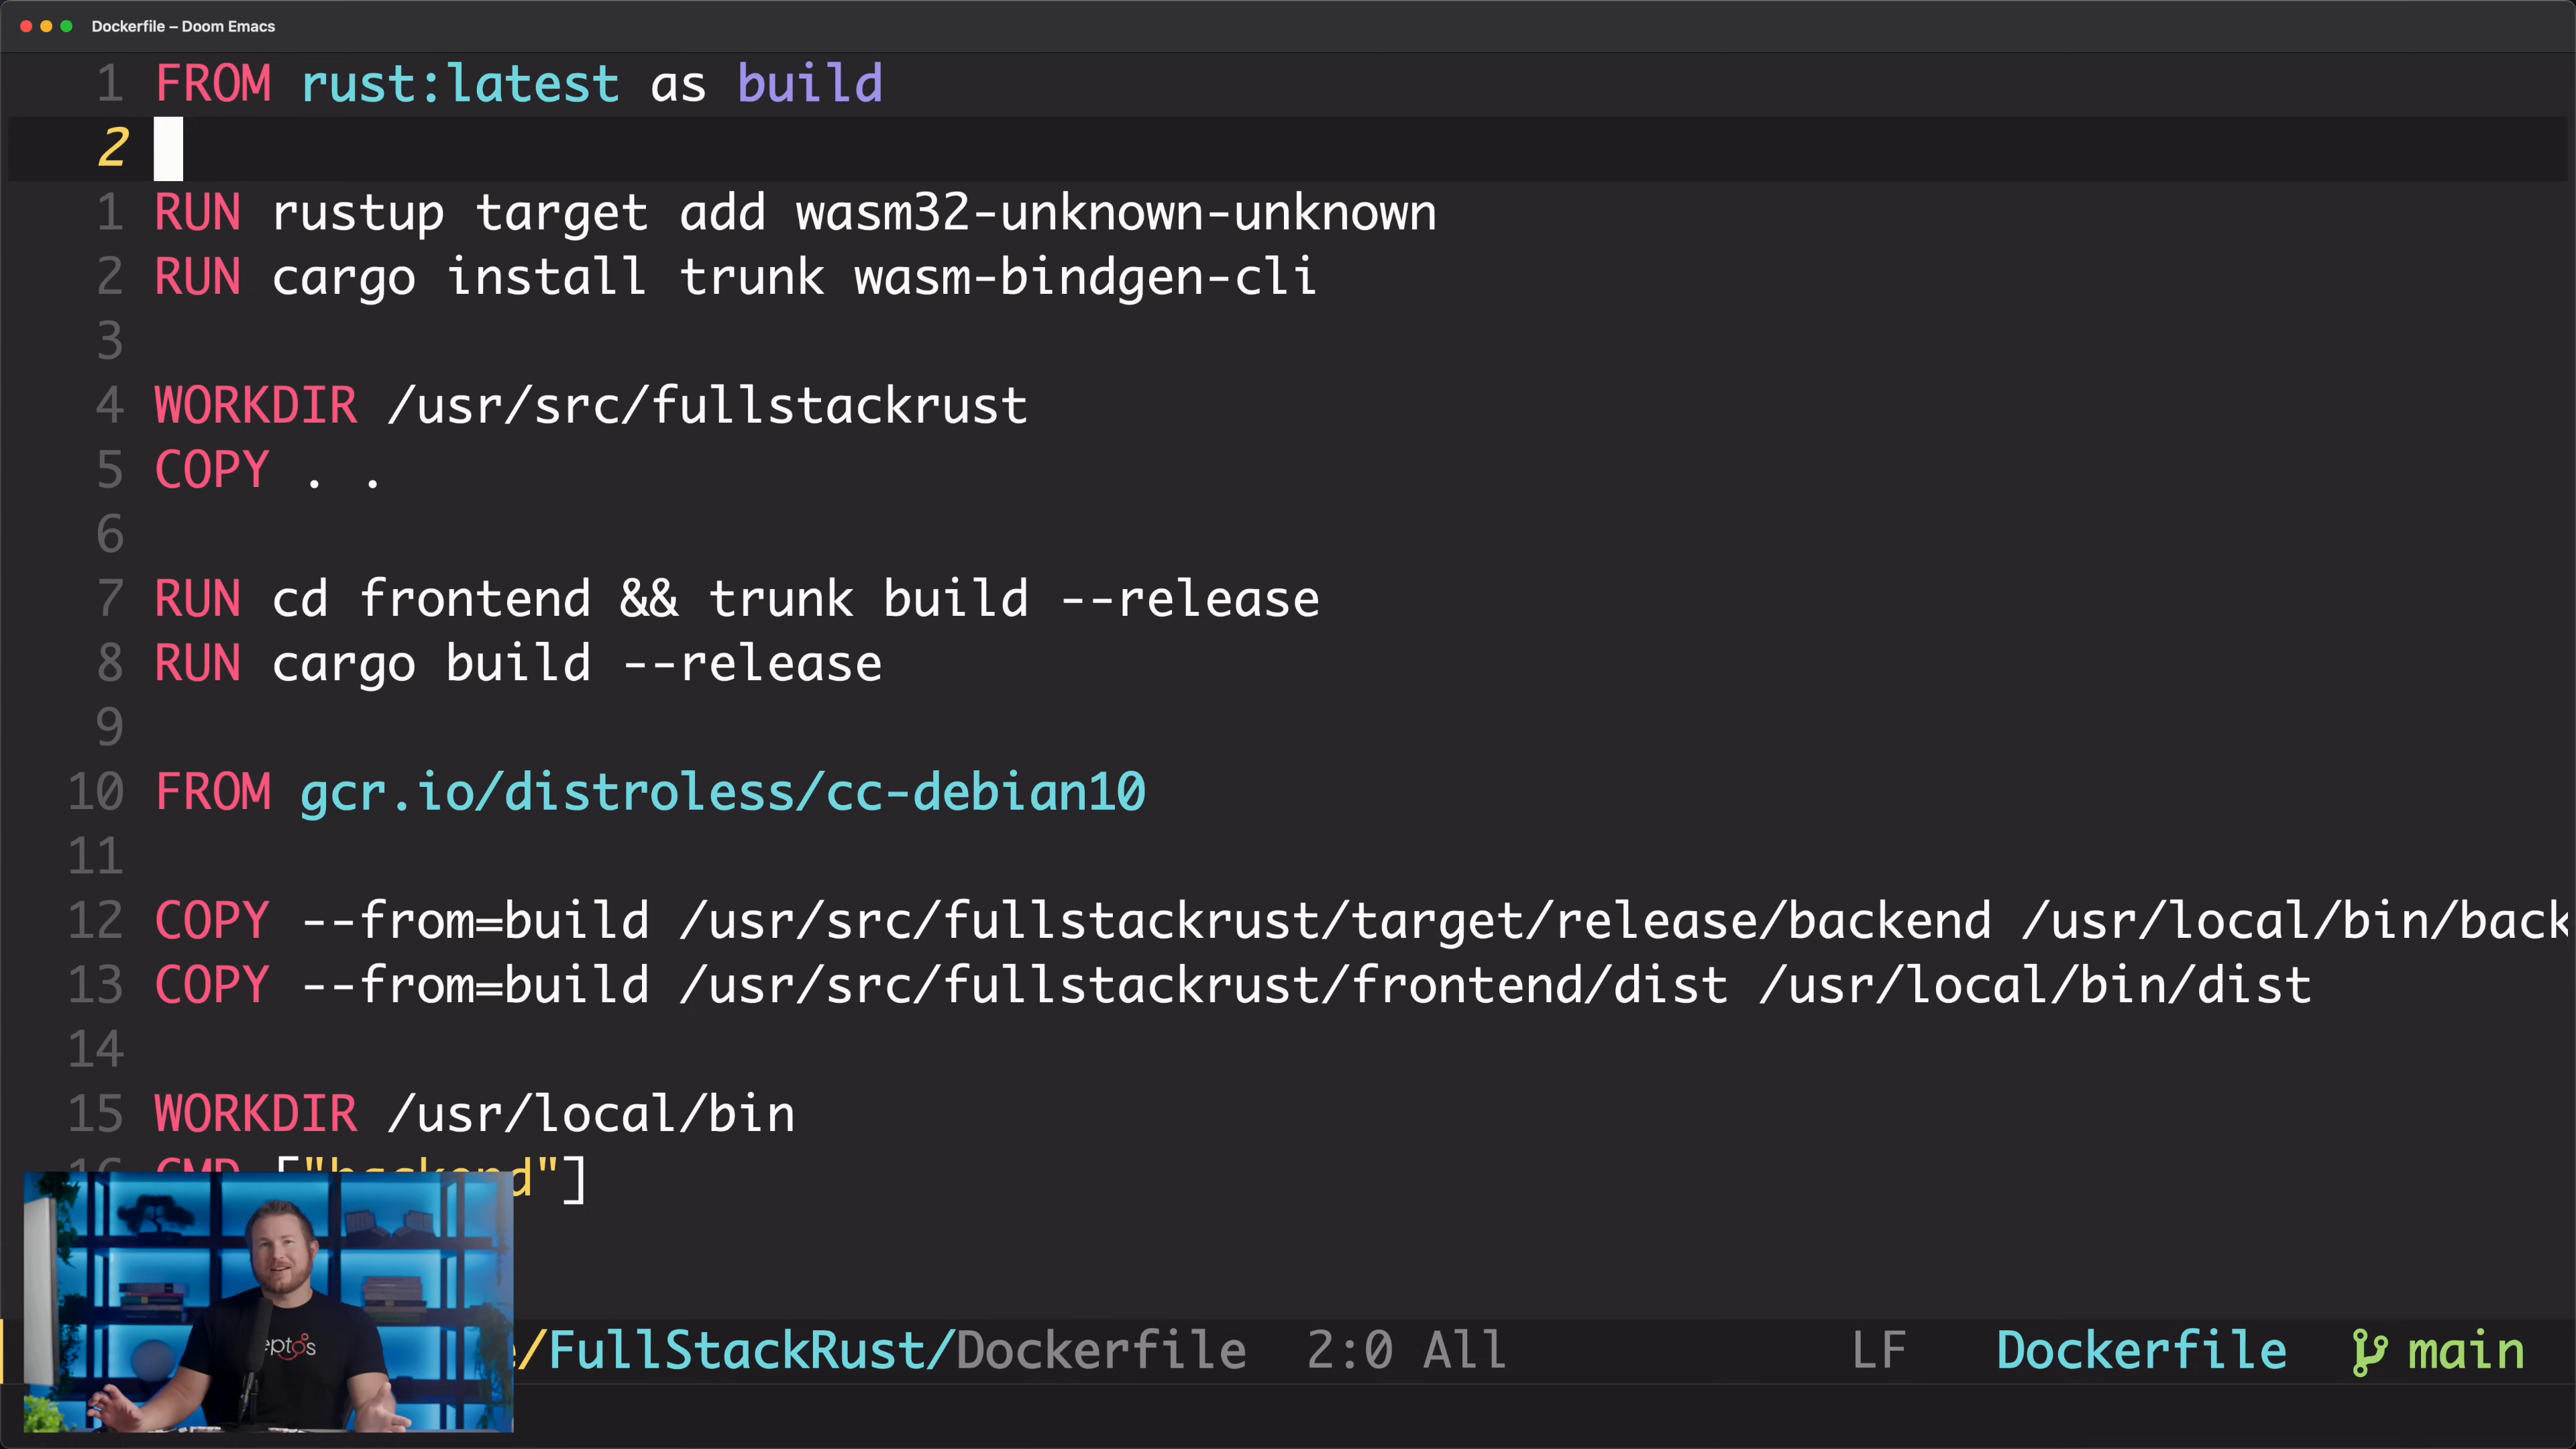 Dockerfile – Doom Emacs
1 FROM rust:latest as build
2
1 RUN rustup target add wasm32-unknown-unknown
2 RUN cargo install trunk wasm-bindgen-cli
3
4 WORKDIR /usr/src/fullstackrust
5 COPY . .
6
7 RUN cd frontend && trunk build --release
8 RUN cargo build --release
9
10 FROM gcr.io/distroless/cc-debian10
11
12 COPY --from=build /usr/src/fullstackrust/target/release/backend /usr/local/bin/back
13 COPY --from=build /usr/src/fullstackrust/frontend/dist /usr/local/bin/dist
14
15 WORKDIR /usr/local/bin
16 CMD ["backend"]
eptos
e/FullStackRust/Dockerfile 2:0 All LF Dockerfile main